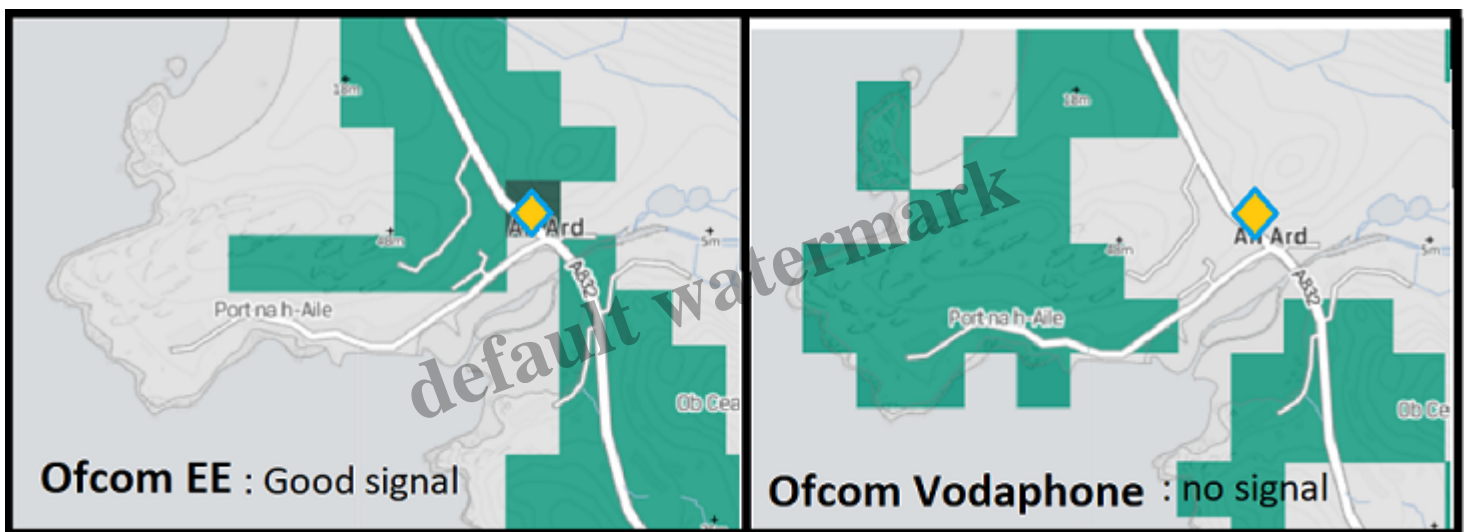 18m
An Ard
48m
5m
A832
Port na h-Aile
Ob Cea
Ofcom EE : Good signal
18m
An Ard
48m
5m
A832
Port na h-Aile
Ob Ce
Ofcom Vodaphone : no signal
default watermark